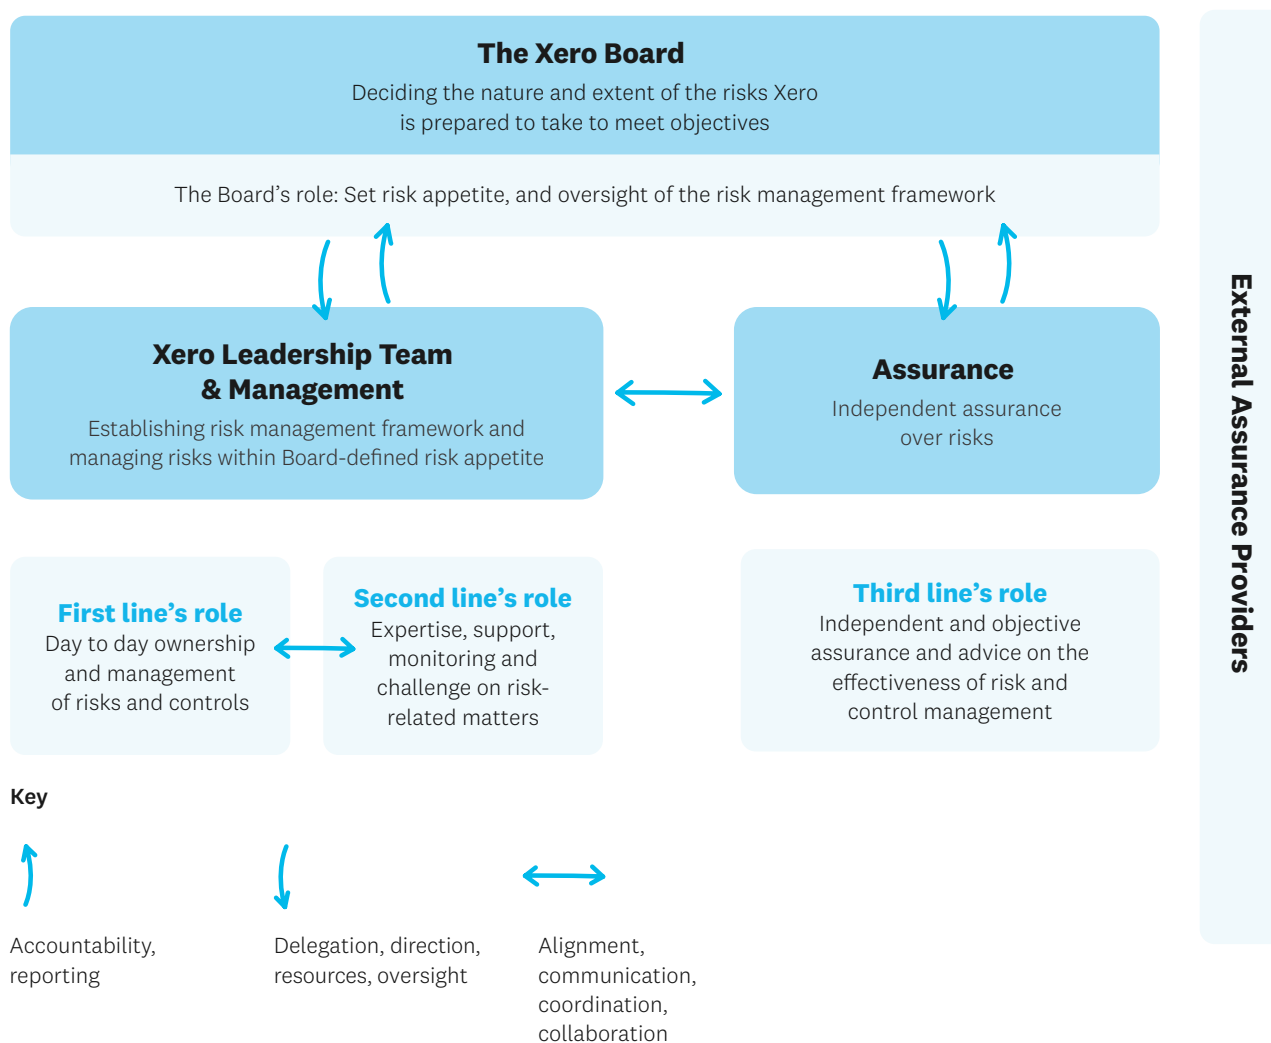 The Xero Board
Deciding the nature and extent of the risks Xero
is prepared to take to meet objectives
The Board’s role: Set risk appetite, and oversight of the risk management framework
Xero Leadership Team
& Management
Establishing risk management framework and
managing risks within Board-defined risk appetite
Assurance
Independent assurance
over risks
First line’s role
Day to day ownership
and management
of risks and controls
Second line’s role
Expertise, support,
monitoring and
challenge on risk-
related matters
Third line’s role
Independent and objective
assurance and advice on the
effectiveness of risk and
control management
External Assurance Providers
Key
Accountability,
reporting
Delegation, direction,
resources, oversight
Alignment,
communication,
coordination,
collaboration